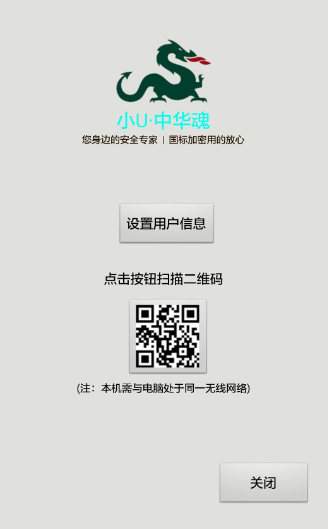 小U·中华魂
您身边的安全专家 | 国标加密用的放心
设置用户信息
点击按钮扫描二维码
(注：本机需与电脑处于同一无线网络)
关闭